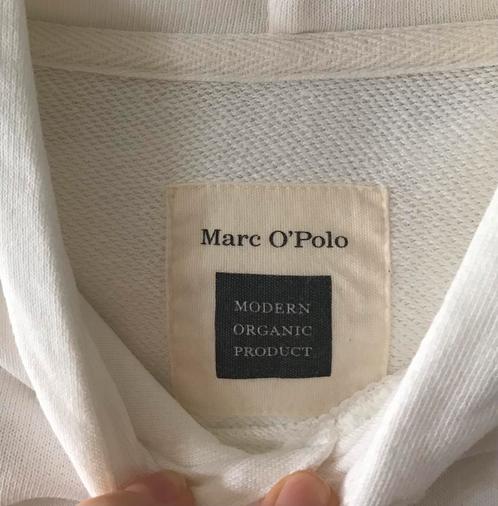 Marc O'Polo
MODERN
ORGANIC
PRODUCT